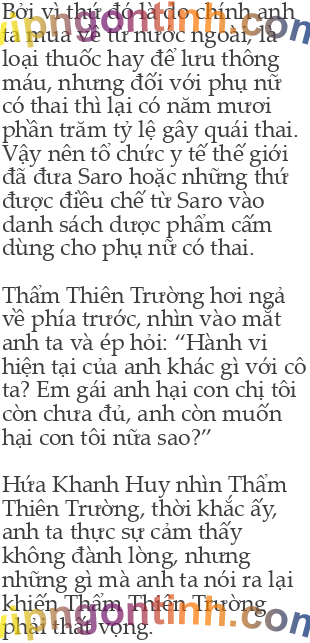 Bởi vì thứ đó là do chính anh
ta mua về từ nước ngoài, là
loại thuốc hay để lưu thông
máu, nhưng đối với phụ nữ
có thai thì lại có năm mươi
phần trăm tỷ lệ gây quái thai.
Vậy nên tổ chức y tế thế giới
đã đưa Saro hoặc những thứ
được điều chế từ Saro vào
danh sách dược phẩm cấm
dùng cho phụ nữ có thai.
Thẩm Thiên Trường hơi ngả
về phía trước, nhìn vào mắt
anh ta và ép hỏi: “Hành vi
hiện tại của anh khác gì với cô
ta? Em gái anh hại con chị tôi
còn chưa đủ, anh còn muốn
hại con tôi nữa sao?”
Hứa Khanh Huy nhìn Thẩm
Thiên Trường, thời khắc ấy,
anh ta thực sự cảm thấy
không đành lòng, nhưng
những gì mà anh ta nói ra lại
khiến Thẩm Thiên Trường
phải thất vọng.